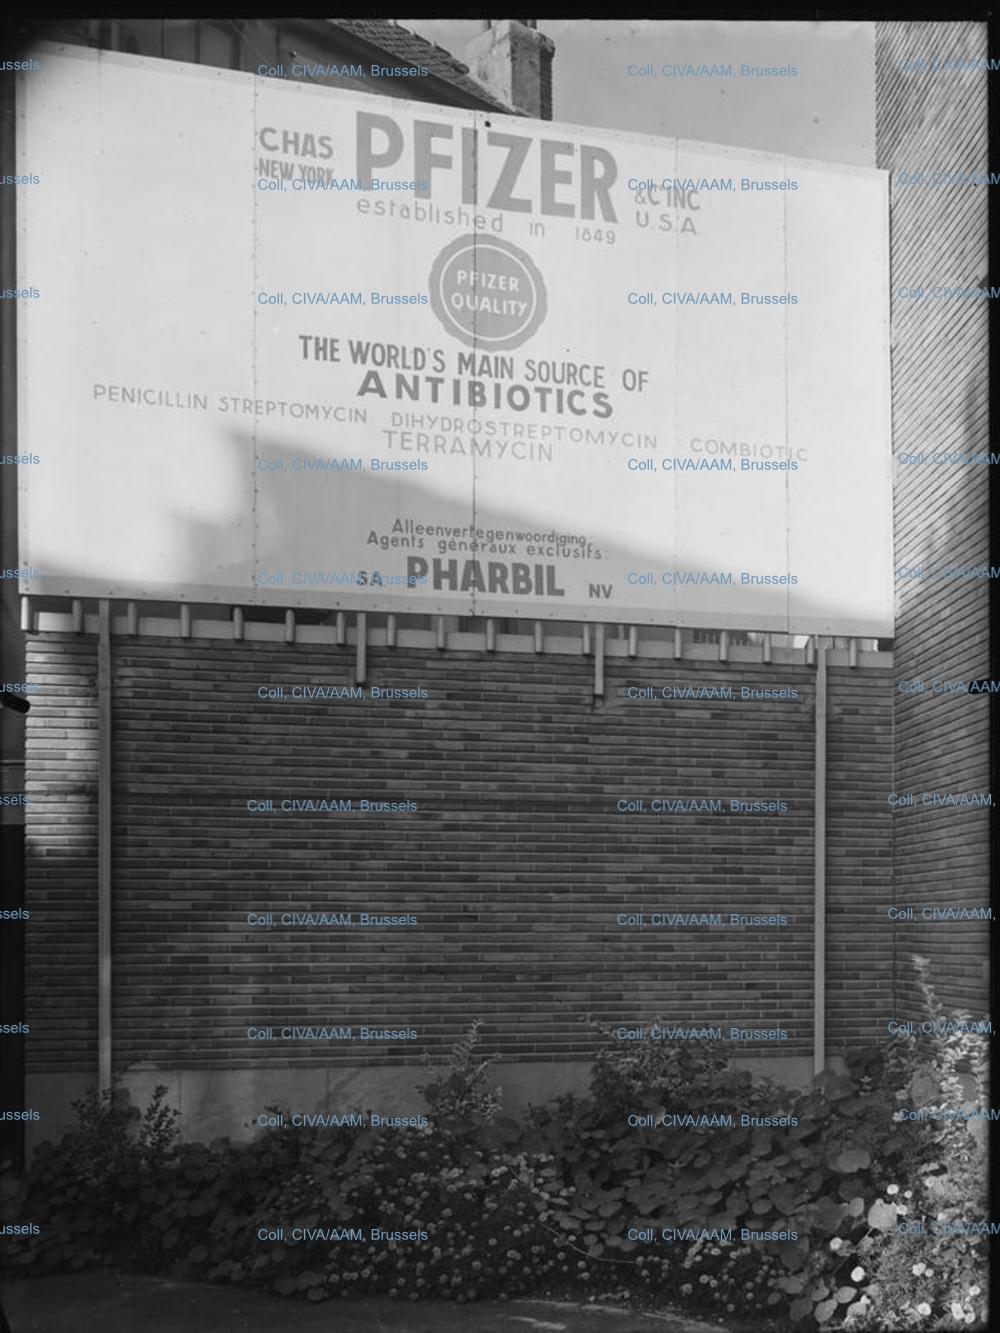 CHAS PFIZER & Cº INC
NEW YORK U.S.A.
established in 1849
PFIZER
QUALITY
THE WORLD'S MAIN SOURCE OF
ANTIBIOTICS
PENICILLIN STREPTOMYCIN DIHYDROSTREPTOMYCIN COMBIOTIC
TERRAMYCIN
Alleenvertegenwoordiging
Agents généraux exclusifs
SA PHARBIL NV
Coll, CIVA/AAM, Brussels